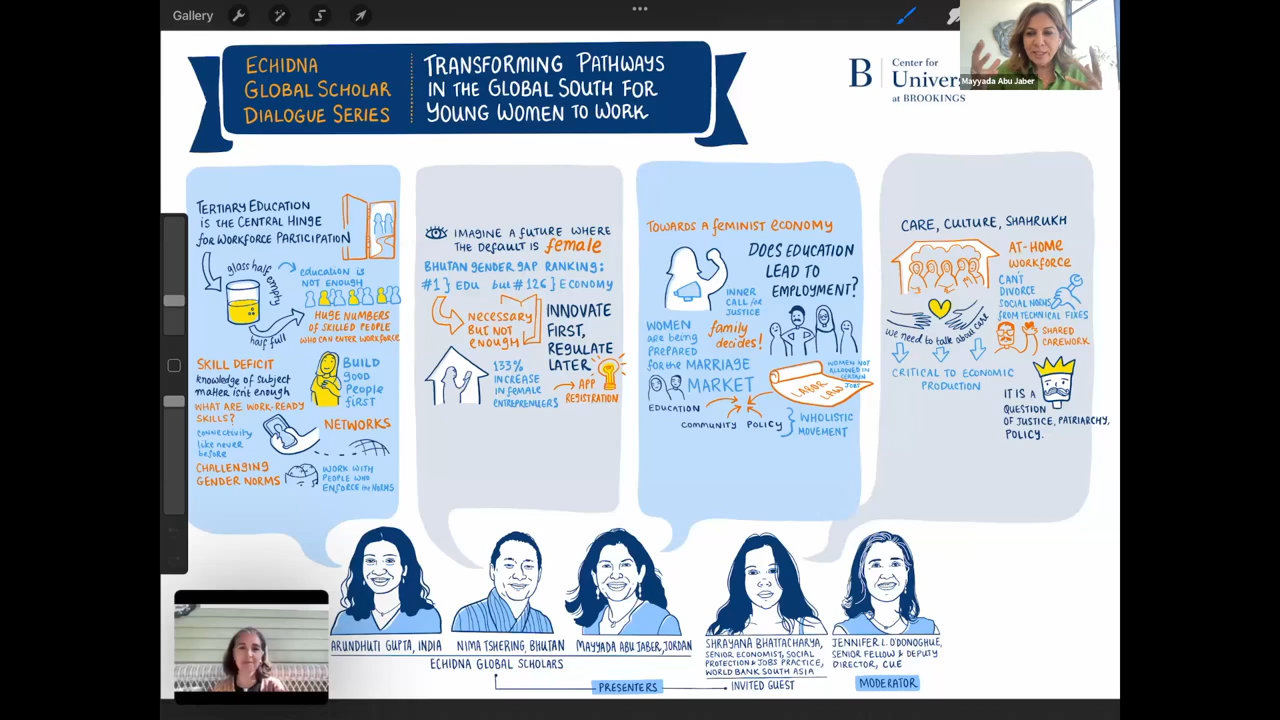 Gallery
Mayyada Abu Jaber
ECHIDNA
GLOBAL SCHOLAR
DIALOGUE SERIES
TRANSFORMING PATHWAYS
IN THE GLOBAL SOUTH FOR
YOUNG WOMEN TO WORK
B
Center for
Univer
at BROOKINGS
TERTIARY EDUCATION
IS THE CENTRAL HINGE
FOR WORKFORCE PARTICIPATION
glass half
empty
half full
education is
NOT ENOUGH
HUGE NUMBERS
OF SKILLED PEOPLE
WHO CAN ENTER WORKFORCE
SKILL DEFICIT
knowledge of subject
matter isn't enough
WHAT ARE WORK-READY
SKILLS?
BUILD
good
People
first
connectivity
like never
before
NETWORKS
CHALLENGING
GENDER NORMS
WORK WITH
PEOPLE WHO
ENFORCE the NORMS
IMAGINE A FUTURE WHERE
THE DEFAULT IS female
BHUTAN GENDER GAP RANKING:
#1} EDU but #126} ECONOMY
NECESSARY
BUT NOT
ENOUGH
INNOVATE
FIRST,
REGULATE
LATER
133%
INCREASE
IN FEMALE
ENTREPRENEURS
→ APP
REGISTRATION
TOWARDS A FEMINIST ECONOMY
DOES EDUCATION
LEAD TO
EMPLOYMENT?
INNER
CALL for
JUSTICE
family
decides!
WOMEN
ARE BEING
PREPARED
for the MARRIAGE
MARKET
WOMEN NOT
ALLOWED IN
CERTAIN
JOBS
LABOR
LAW
EDUCATION
COMMUNITY
POLICY
WHOLISTIC
MOVEMENT
CARE, CULTURE, SHAHRUKH
AT-HOME
WORKFORCE
CAN'T
DIVORCE
SOCIAL NORMS
FROM TECHNICAL FIXES
we need to talk about care
SHARED
CAREWORK
CRITICAL TO ECONOMIC
PRODUCTION
IT IS A
QUESTION
OF JUSTICE, PATRIARCHY,
POLICY.
ARUNDHUTI GUPTA, INDIA
NIMA TSHERING, BHUTAN
MAYYADA ABU JABER, JORDAN
ECHIDNA GLOBAL SCHOLARS
SHRAYANA BHATTACHARYA,
SENIOR ECONOMIST, SOCIAL
PROTECTION & JOBS PRACTICE,
WORLD BANK SOUTH ASIA
INVITED GUEST
PRESENTERS
JENNIFER L. O'DONOGHUE,
SENIOR FELLOW & DEPUTY
DIRECTOR, CUE
MODERATOR